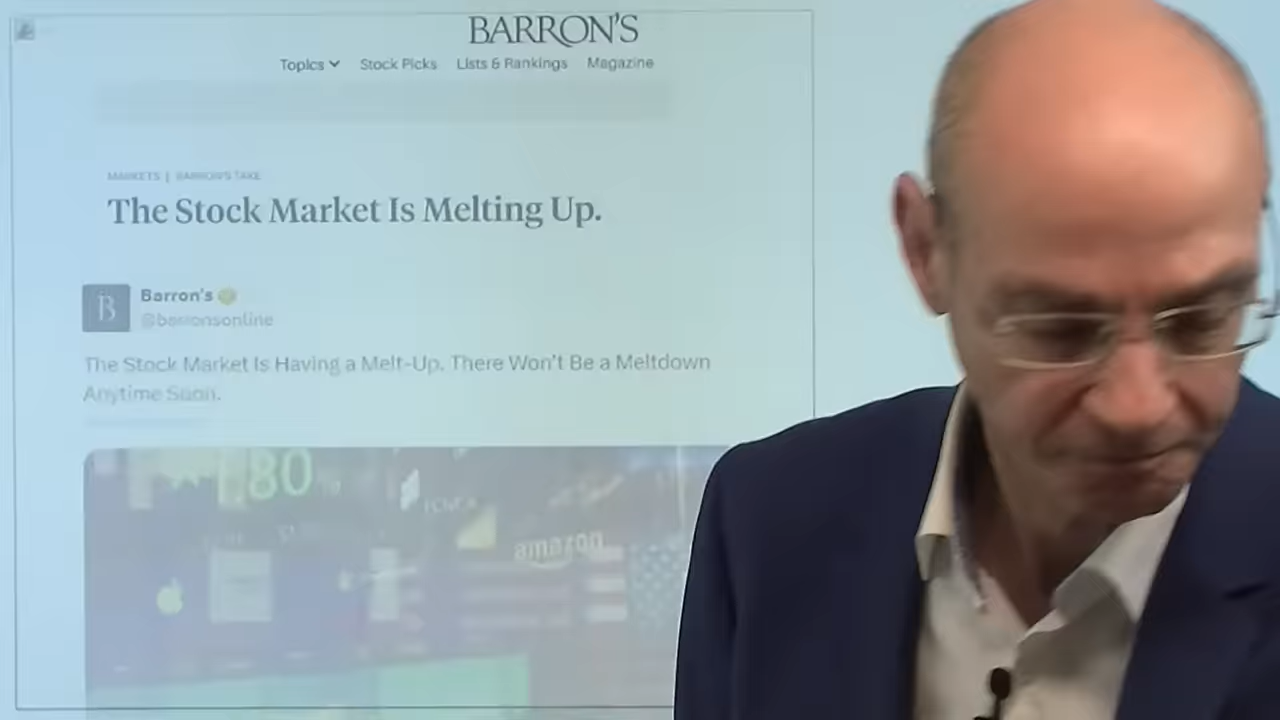 BARRON'S
Topics Stock Picks Lists & Rankings Magazine
MARKETS | BARRON'S TAKE
The Stock Market Is Melting Up.
B
Barron's
@barronsonline
The Stock Market Is Having a Melt-Up. There Won't Be a Meltdown
Anytime Soon.
80
amazon